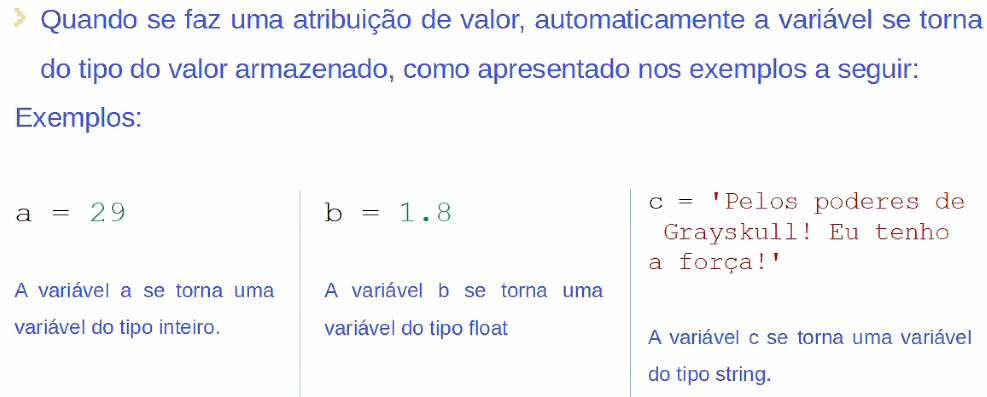 Quando se faz uma atribuição de valor, automaticamente a variável se torna
do tipo do valor armazenado, como apresentado nos exemplos a seguir:
Exemplos:
a = 29
A variável a se torna uma
variável do tipo inteiro.
b = 1.8
A variável b se torna uma
variável do tipo float
c = 'Pelos poderes de
Grayskull! Eu tenho
a força!'
A variável c se torna uma variável
do tipo string.